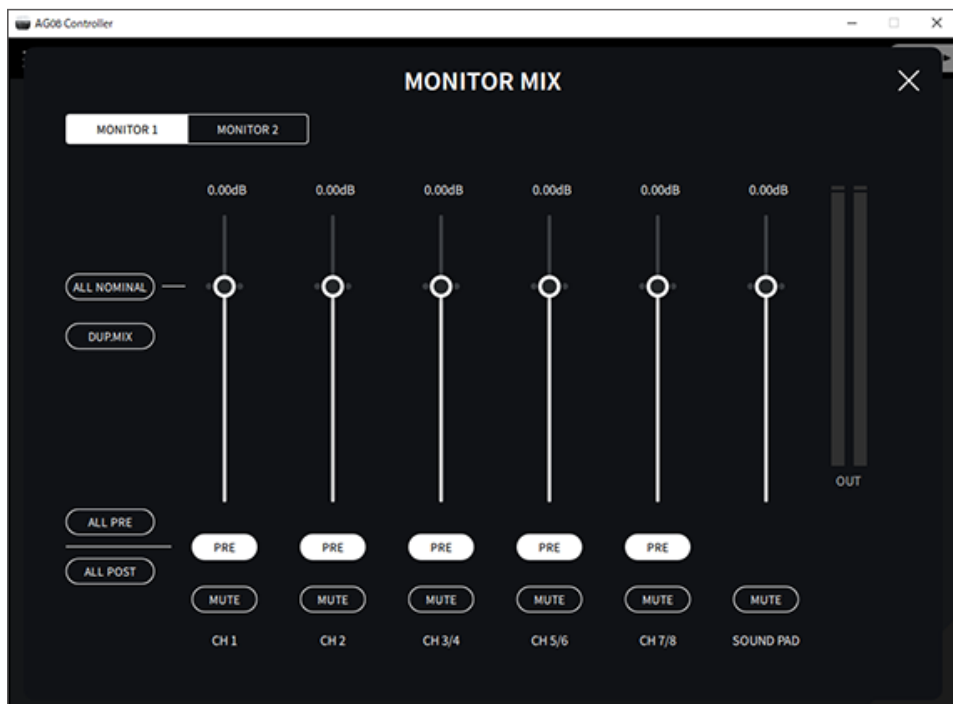 AG08 Controller
MONITOR MIX
MONITOR 1 MONITOR 2
0.00dB 0.00dB 0.00dB 0.00dB 0.00dB 0.00dB
ALL NOMINAL
DUP.MIX
OUT
ALL PRE
PRE PRE PRE PRE PRE
ALL POST
MUTE MUTE MUTE MUTE MUTE MUTE
CH 1 CH 2 CH 3/4 CH 5/6 CH 7/8 SOUND PAD